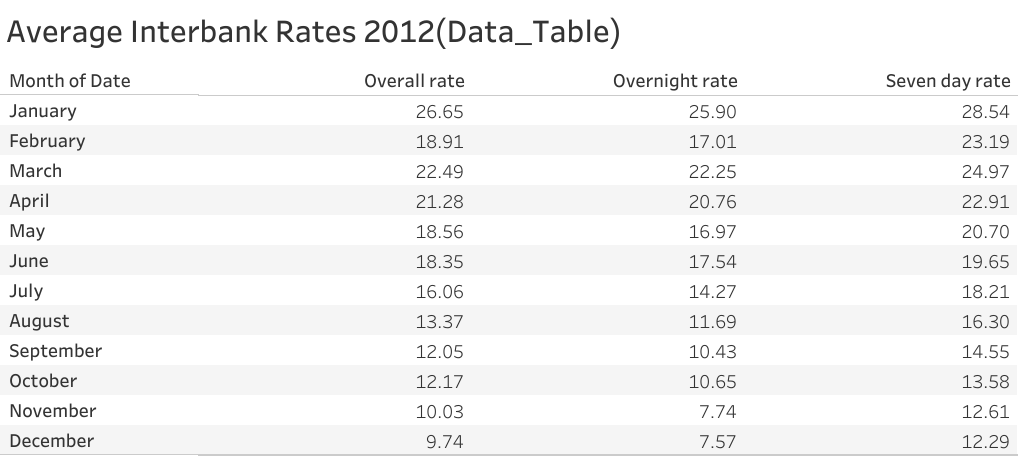 Average Interbank Rates 2012(Data_Table)
Month of Date Overall rate Overnight rate Seven day rate
January 26.65 25.90 28.54
February 18.91 17.01 23.19
March 22.49 22.25 24.97
April 21.28 20.76 22.91
May 18.56 16.97 20.70
June 18.35 17.54 19.65
July 16.06 14.27 18.21
August 13.37 11.69 16.30
September 12.05 10.43 14.55
October 12.17 10.65 13.58
November 10.03 7.74 12.61
December 9.74 7.57 12.29